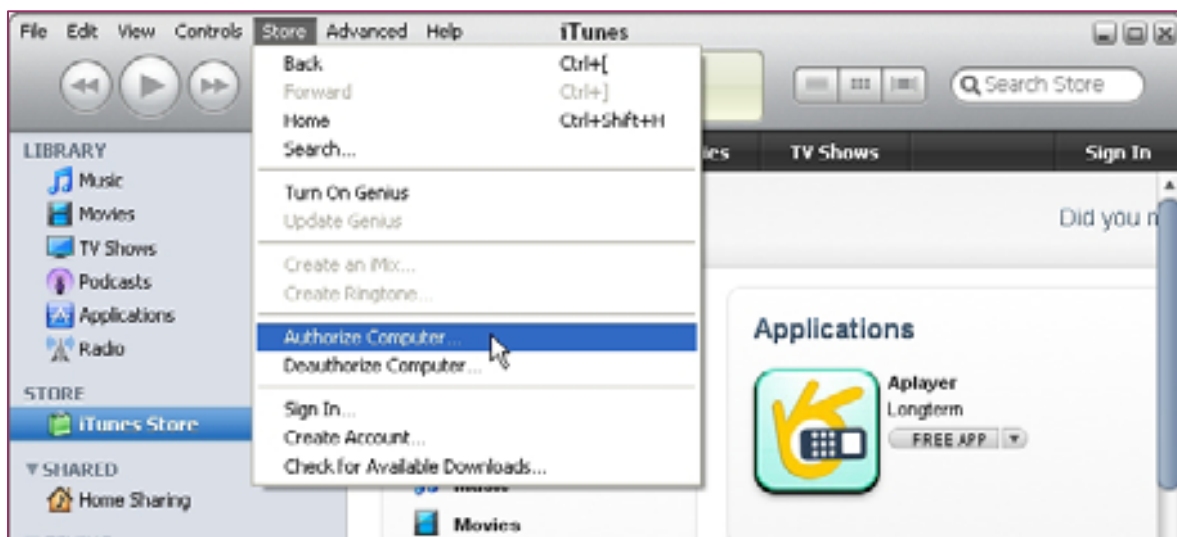 File Edit View Controls Store Advanced Help iTunes
Back Ctrl+[
Forward Ctrl+]
Home Ctrl+Shift+H
Search...
Turn On Genius
Update Genius
Create an iMix...
Create Ringtone...
Authorize Computer...
Deauthorize Computer...
Sign In...
Create Account...
Check for Available Downloads...
Search Store
LIBRARY
Music
Movies
TV Shows
Podcasts
Applications
Radio
STORE
iTunes Store
SHARED
Home Sharing
TV Shows Sign In
Did you
Applications
Aplayer
Longterm
FREE APP
Music
Movies